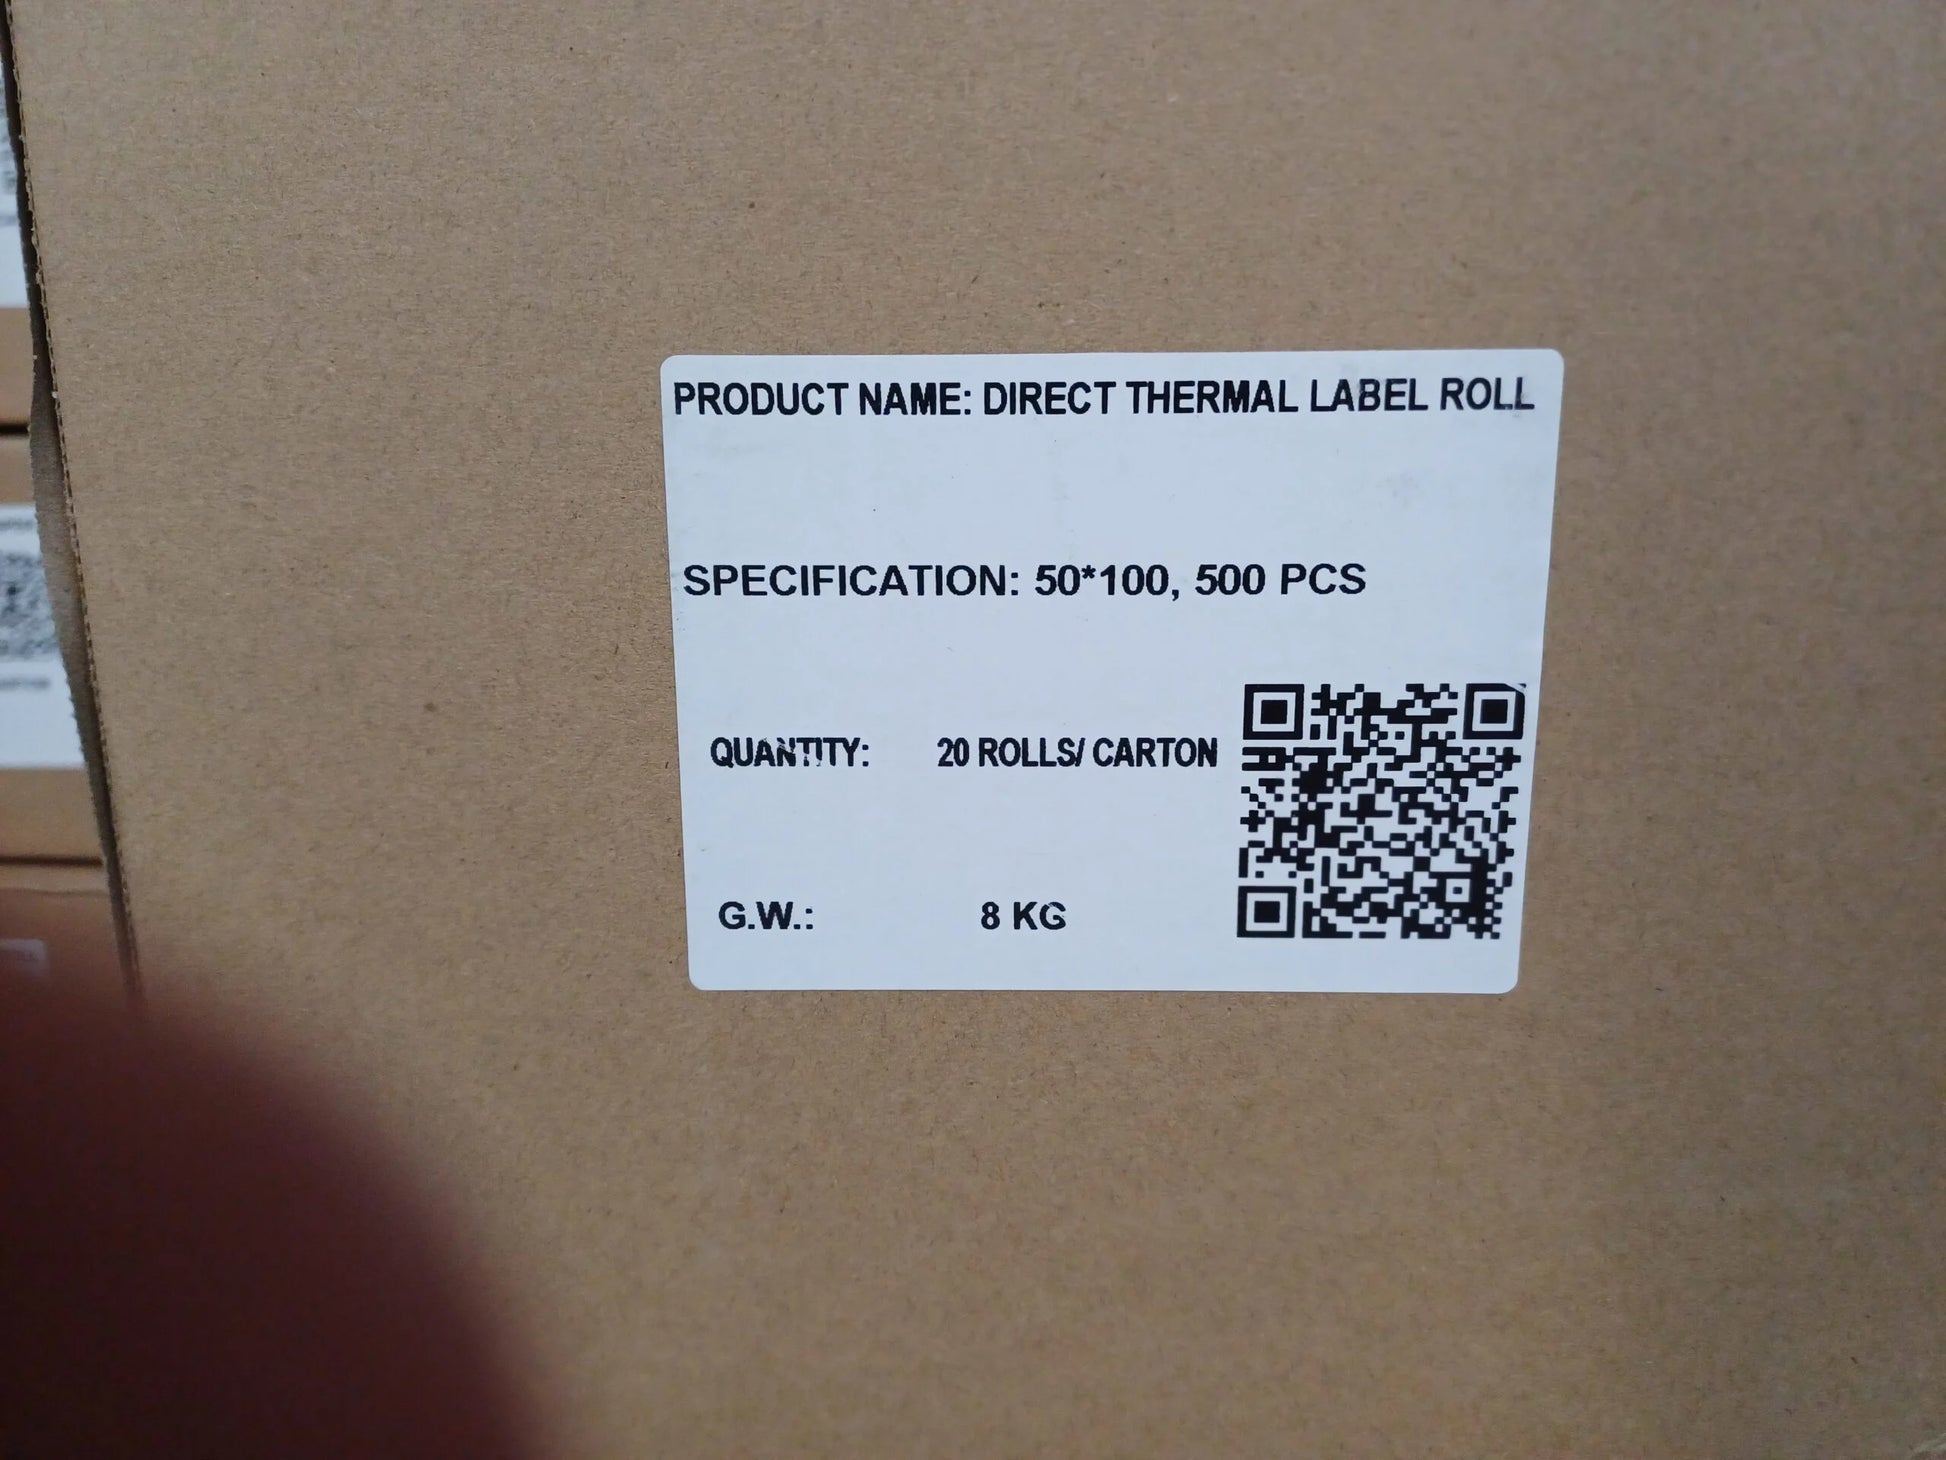 PRODUCT NAME: DIRECT THERMAL LABEL ROLL
SPECIFICATION: 50*100, 500 PCS
QUANTITY: 20 ROLLS/ CARTON
G.W.: 8 KG